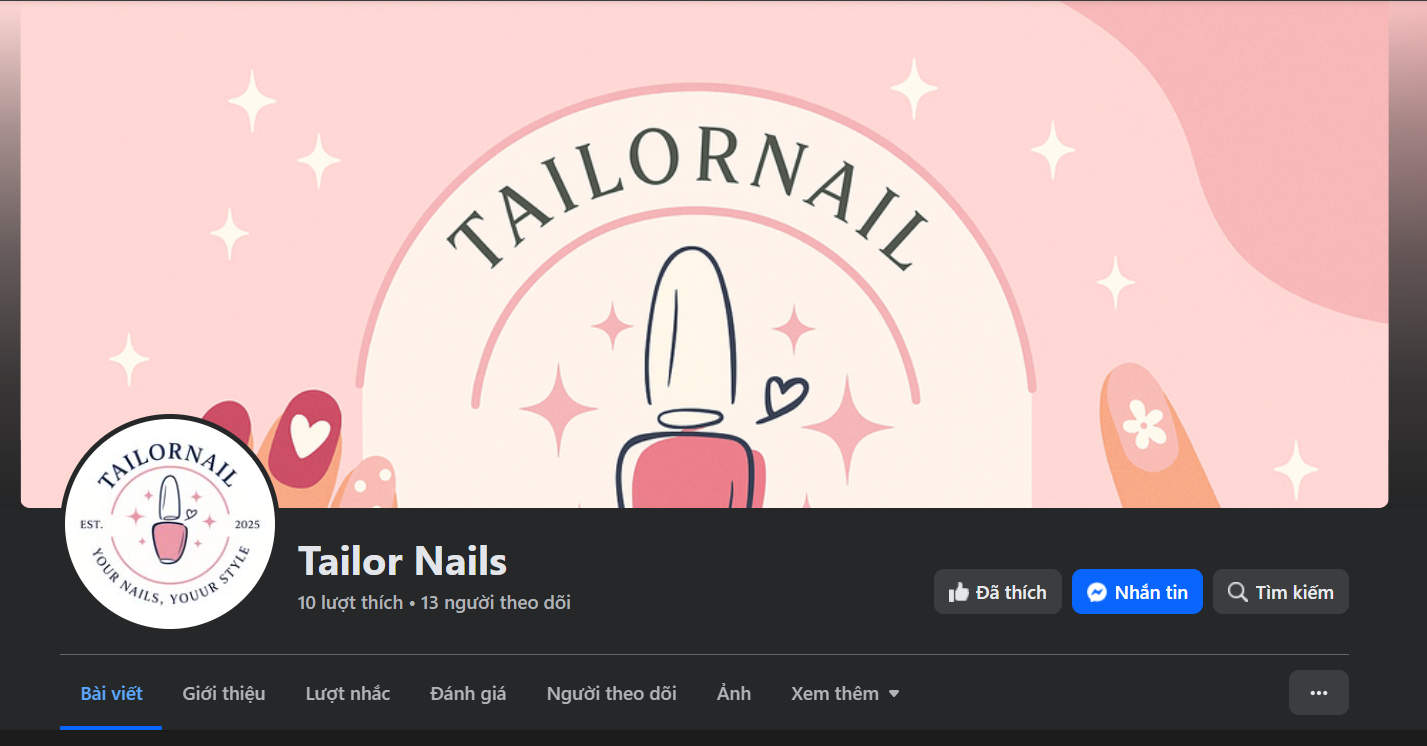 TAILORNAIL
TAILORNAIL
EST. 2025
YOUR NAILS, YOUUR STYLE
Tailor Nails
10 lượt thích • 13 người theo dõi
Đã thích
Nhắn tin
Tìm kiếm
Bài viết Giới thiệu Lượt nhắc Đánh giá Người theo dõi Ảnh Xem thêm